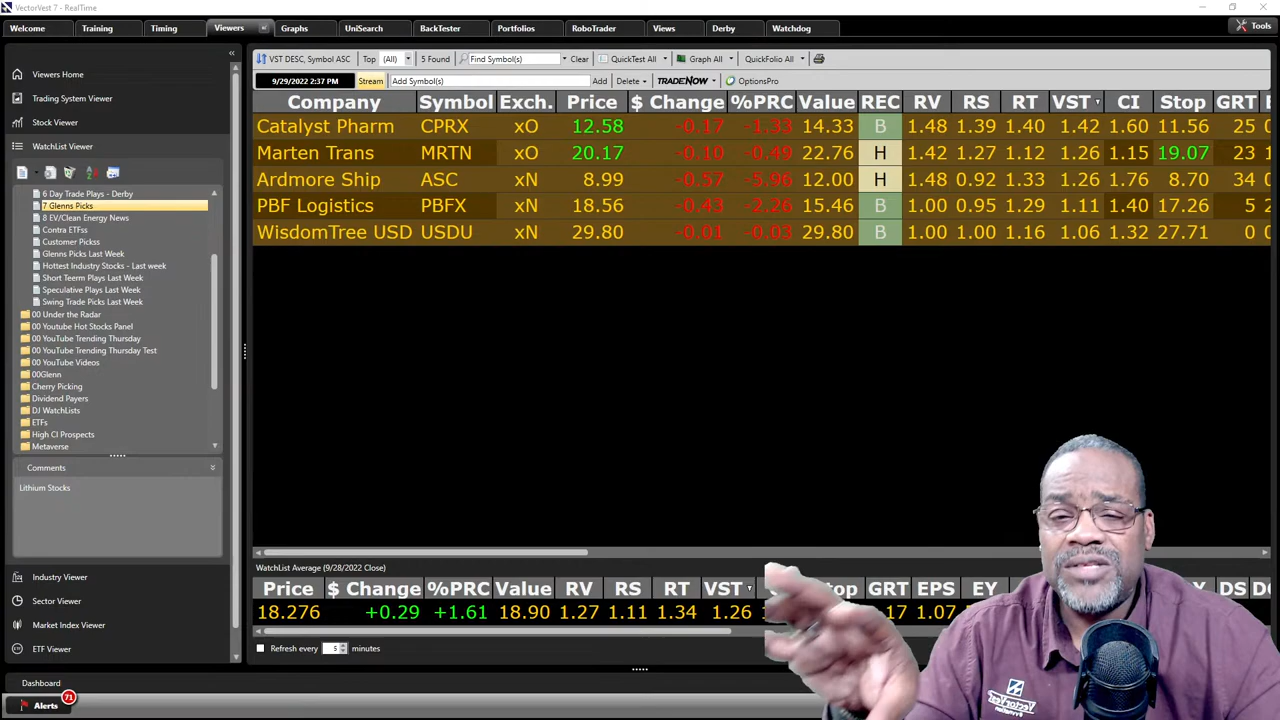 VectorVest 7 - RealTime
Welcome Training Timing Viewers Graphs UniSearch BackTester Portfolios RoboTrader Views Derby Watchdog Tools
VST DESC, Symbol ASC Top (All) 5 Found Find Symbol(s) Clear QuickTest All Graph All QuickFolio All
9/29/2022 2:37 PM Stream Add Symbol(s) Add Delete TRADENOW OptionsPro
Company Symbol Exch. Price $ Change %PRC Value REC RV RS RT VST CI Stop GRT
Catalyst Pharm CPRX xO 12.58 -0.17 -1.33 14.33 B 1.48 1.39 1.40 1.42 1.60 11.56 25
Marten Trans MRTN xO 20.17 -0.10 -0.49 22.76 H 1.42 1.27 1.12 1.26 1.15 19.07 23
Ardmore Ship ASC xN 8.99 -0.57 -5.96 12.00 H 1.48 0.92 1.33 1.26 1.76 8.70 34
PBF Logistics PBFX xN 18.56 -0.43 -2.26 15.46 B 1.00 0.95 1.29 1.11 1.40 17.26 5
WisdomTree USD USDU xN 29.80 -0.01 -0.03 29.80 B 1.00 1.00 1.16 1.06 1.32 27.71 0
Viewers Home
Trading System Viewer
Stock Viewer
WatchList Viewer
6 Day Trade Plays - Derby
7 Glenns Picks
8 EV/Clean Energy News
Contra ETFss
Customer Pickss
Glenns Picks Last Week
Hottest Industry Stocks - Last week
Short Teerm Plays Last Week
Speculative Plays Last Week
Swing Trade Picks Last Week
00 Under the Radar
00 Youtube Hot Stocks Panel
00 YouTube Trending Thursday
00 YouTube Trending Thursday Test
00 YouTube Videos
00Glenn
Cherry Picking
Dividend Payers
DJ WatchLists
ETFs
High CI Prospects
Metaverse
Comments
Lithium Stocks
Industry Viewer
Sector Viewer
Market Index Viewer
ETF Viewer
Dashboard
Alerts 71
WatchList Average (9/28/2022 Close)
Price $ Change %PRC Value RV RS RT VST GRT EPS EY DS
18.276 +0.29 +1.61 18.90 1.27 1.11 1.34 1.26 17 1.07
Refresh every 5 minutes
VectorVest